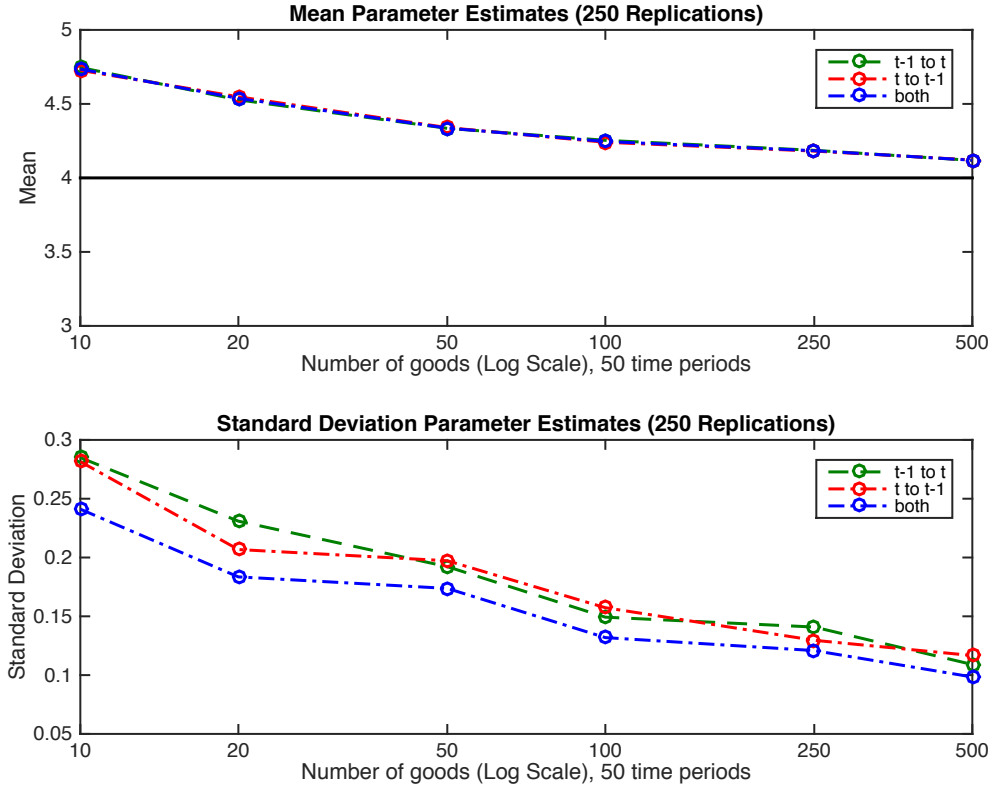 Mean Parameter Estimates (250 Replications)
5
4.5
4
3.5
3
Mean
t-1 to t
t to t-1
both
10 20 50 100 250 500
Number of goods (Log Scale), 50 time periods
Standard Deviation Parameter Estimates (250 Replications)
0.3
0.25
0.2
0.15
0.1
0.05
Standard Deviation
t-1 to t
t to t-1
both
10 20 50 100 250 500
Number of goods (Log Scale), 50 time periods